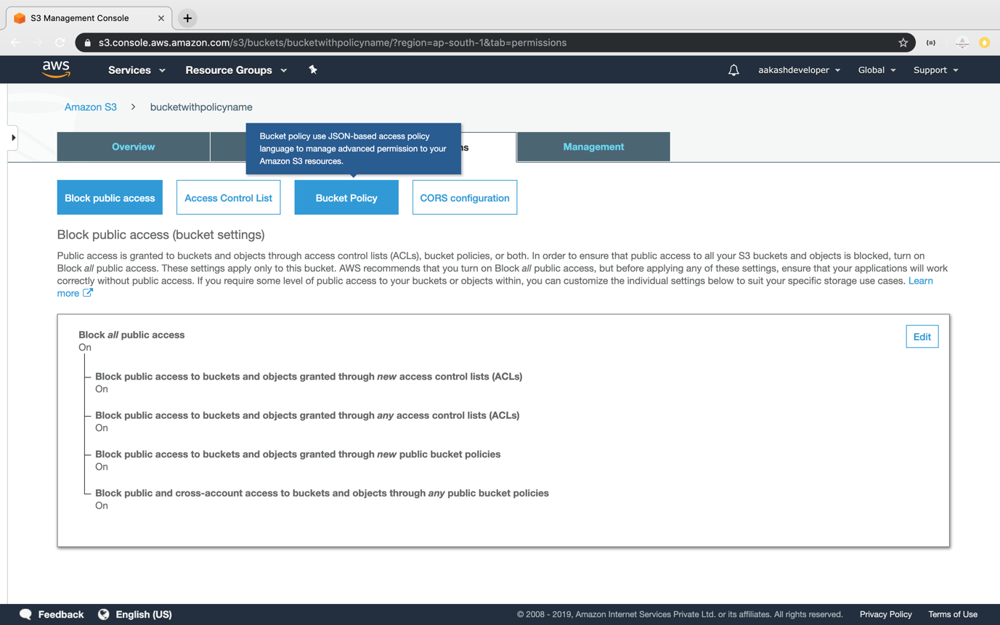 S3 Management Console
s3.console.aws.amazon.com/s3/buckets/bucketwithpolicyname/?region=ap-south-1&tab=permissions
aws
Services
Resource Groups
aakashdeveloper
Global
Support
Amazon S3 > bucketwithpolicyname
Bucket policy use JSON-based access policy
language to manage advanced permission to your
Amazon S3 resources.
Overview
ns
Management
Block public access
Access Control List
Bucket Policy
CORS configuration
Block public access (bucket settings)
Public access is granted to buckets and objects through access control lists (ACLs), bucket policies, or both. In order to ensure that public access to all your S3 buckets and objects is blocked, turn on
Block all public access. These settings apply only to this bucket. AWS recommends that you turn on Block all public access, but before applying any of these settings, ensure that your applications will work
correctly without public access. If you require some level of public access to your buckets or objects within, you can customize the individual settings below to suit your specific storage use cases. Learn
more
Block all public access
On
Edit
Block public access to buckets and objects granted through new access control lists (ACLs)
On
Block public access to buckets and objects granted through any access control lists (ACLs)
On
Block public access to buckets and objects granted through new public bucket policies
On
Block public and cross-account access to buckets and objects through any public bucket policies
On
Feedback
English (US)
© 2008 - 2019, Amazon Internet Services Private Ltd. or its affiliates. All rights reserved.
Privacy Policy
Terms of Use